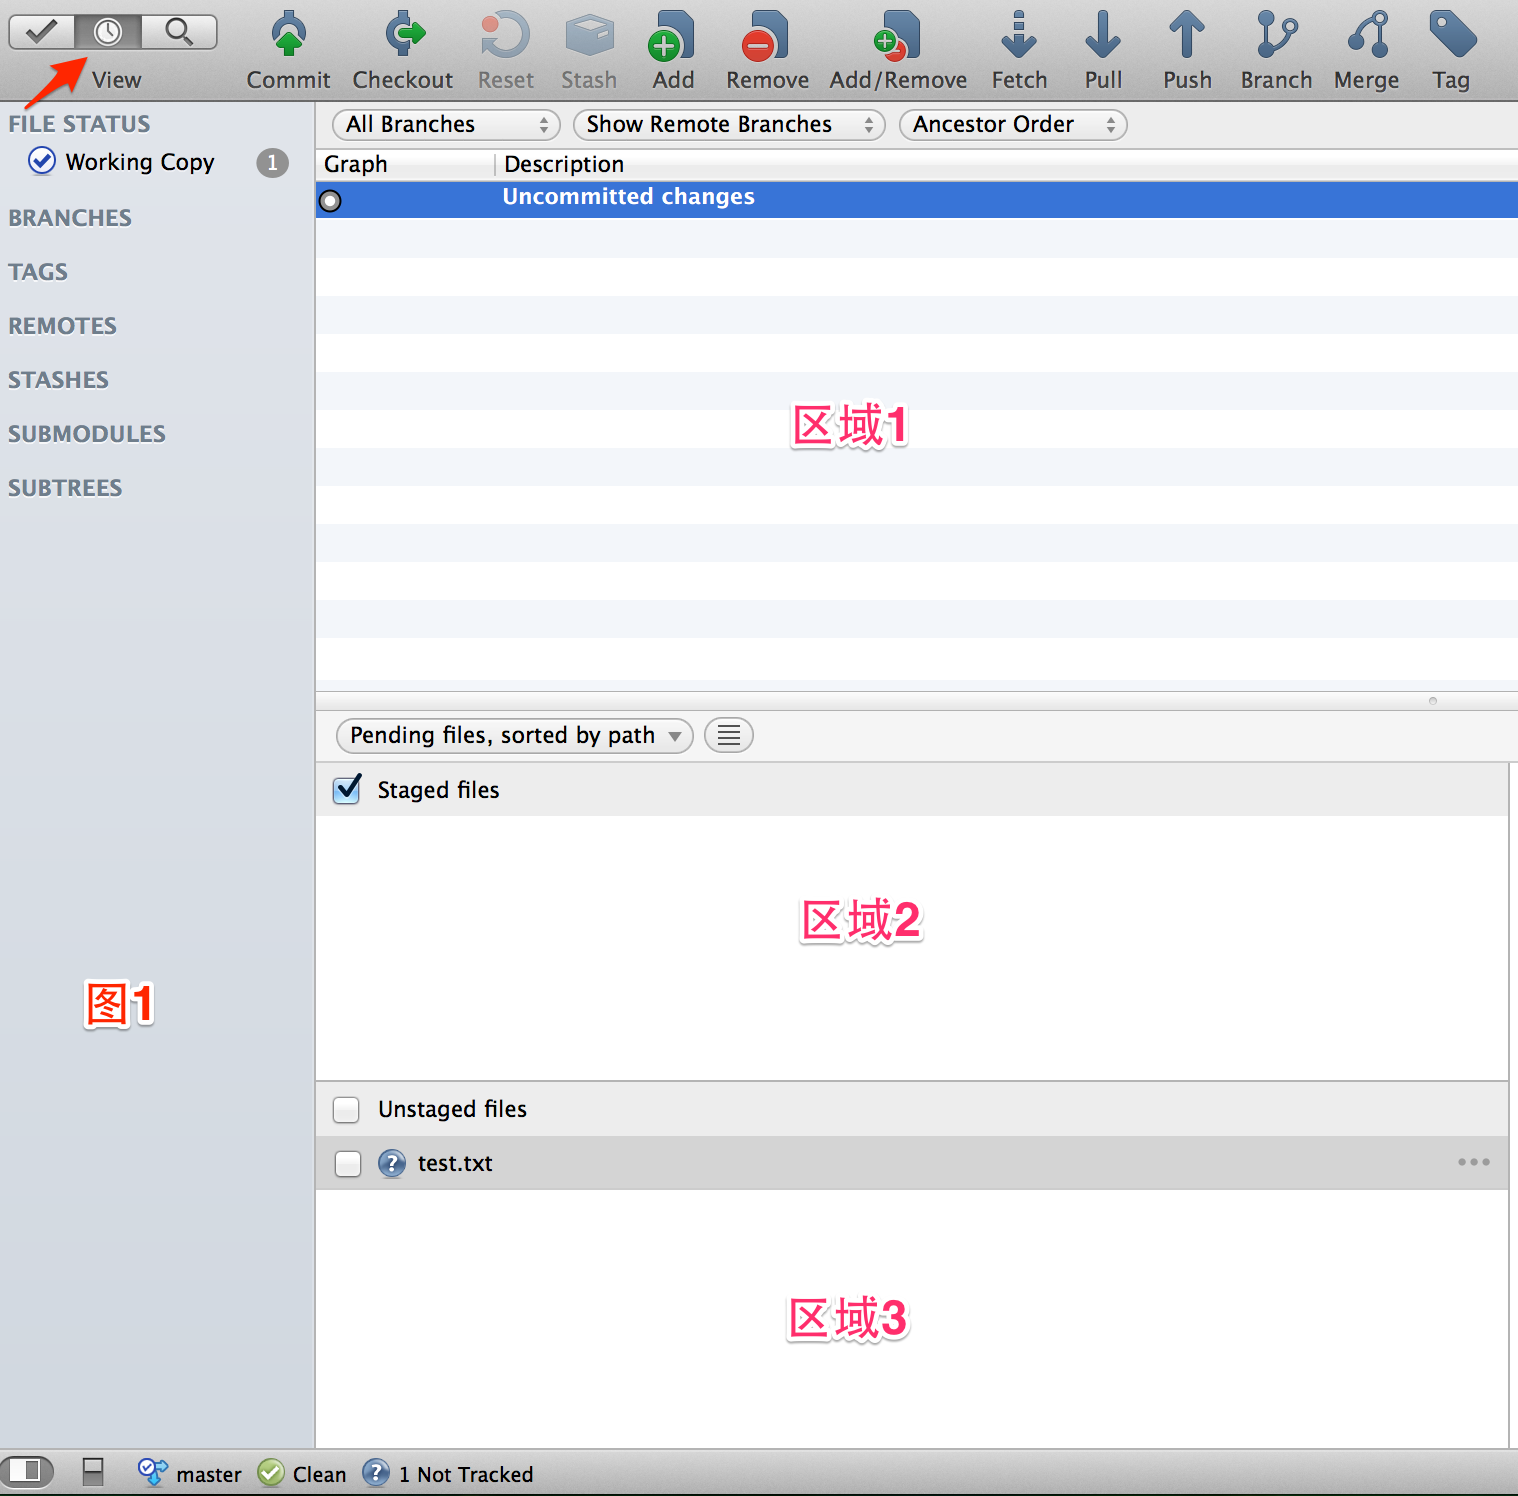 View
Commit
Checkout
Reset
Stash
Add
Remove
Add/Remove
Fetch
Pull
Push
Branch
Merge
Tag
FILE STATUS
Working Copy 1
BRANCHES
TAGS
REMOTES
STASHES
SUBMODULES
SUBTREES
图1
All Branches
Show Remote Branches
Ancestor Order
Graph
Description
Uncommitted changes
区域1
Pending files, sorted by path
Staged files
区域2
Unstaged files
test.txt
区域3
master
Clean
1 Not Tracked